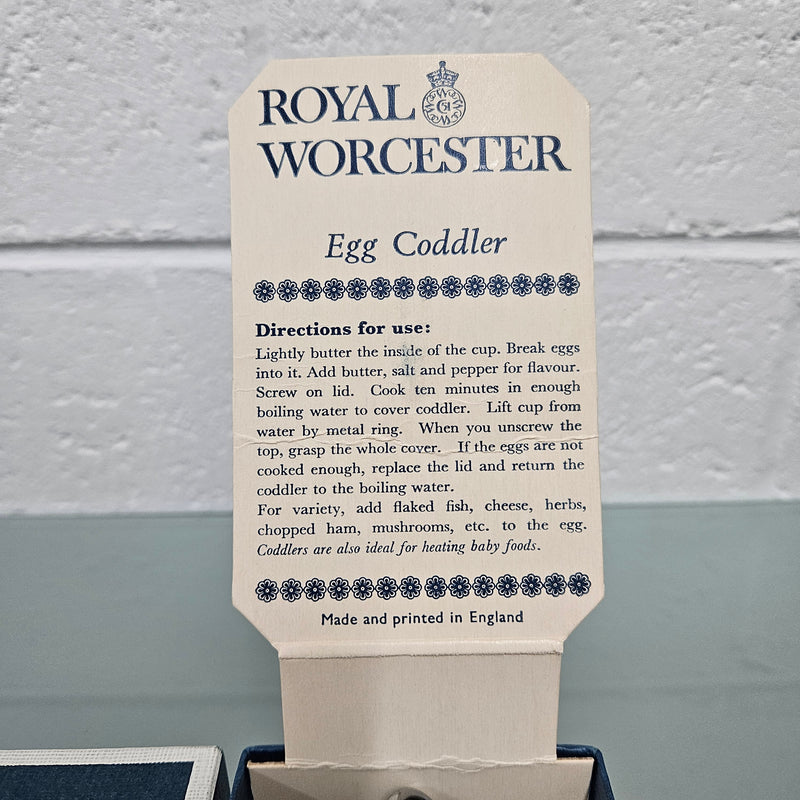 ROYAL
WORCESTER
51
Egg Coddler
Directions for use:
Lightly butter the inside of the cup. Break eggs
into it. Add butter, salt and pepper for flavour.
Screw on lid. Cook ten minutes in enough
boiling water to cover coddler. Lift cup from
water by metal ring. When you unscrew the
top, grasp the whole cover. If the eggs are not
cooked enough, replace the lid and return the
coddler to the boiling water.
For variety, add flaked fish, cheese, herbs,
chopped ham, mushrooms, etc. to the egg.
Coddlers are also ideal for heating baby foods.
Made and printed in England